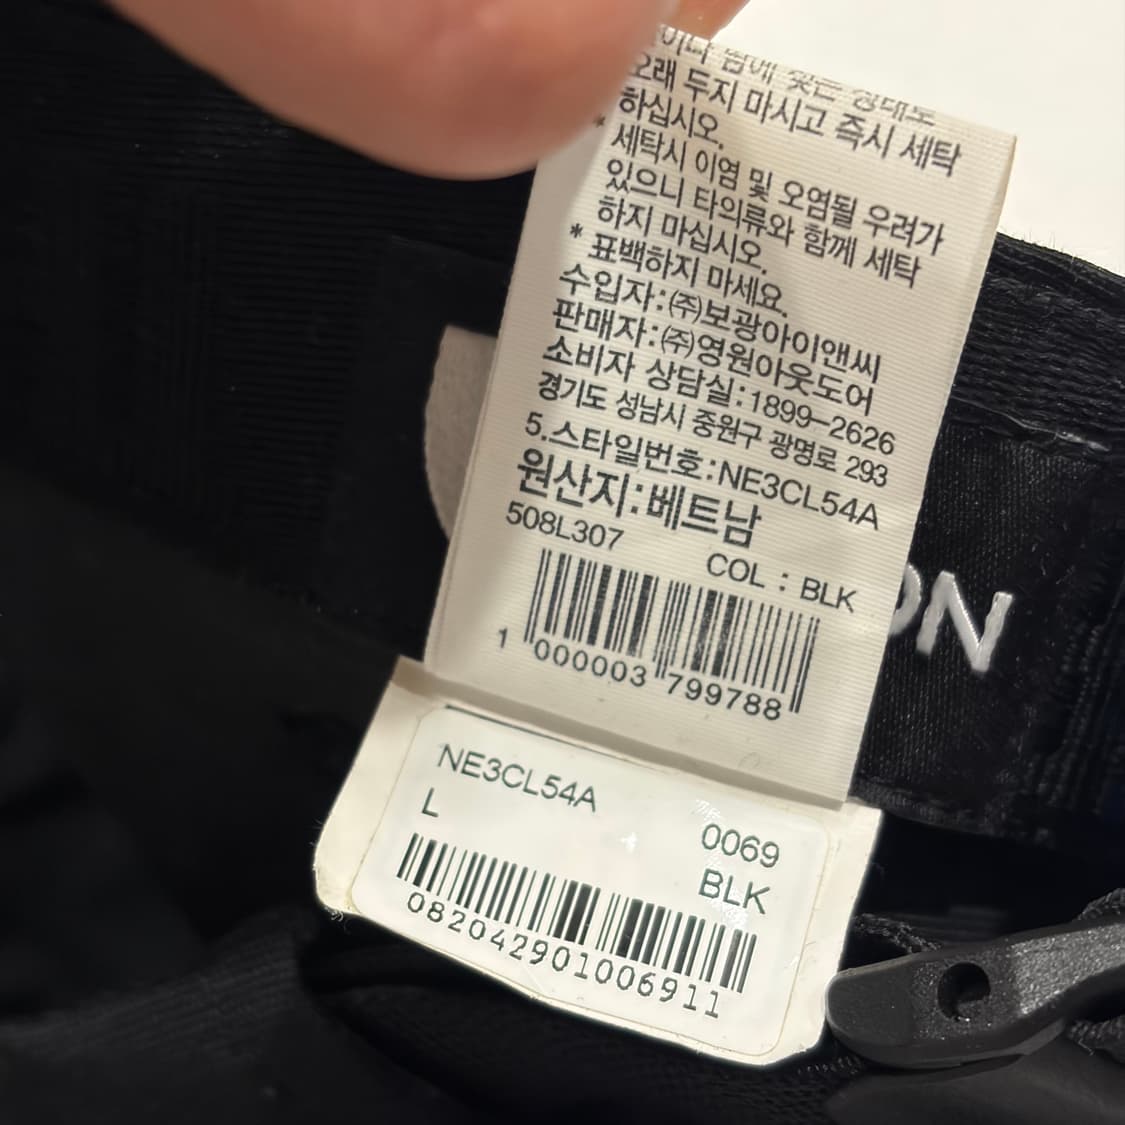 오래 두지 마시고 즉시 세탁
하십시오.
* 세탁시 이염 및 오염될 우려가
있으니 타의류와 함께 세탁
하지 마십시오.
* 표백하지 마세요.
수입자:㈜보광아이앤씨
판매자:㈜영원아웃도어
소비자 상담실:1899-2626
경기도 성남시 중원구 광명로 293
5.스타일번호:NE3CL54A
원산지:베트남
508L307
COL : BLK
1 000003 799788
NE3CL54A
L
0069
BLK
082042901006911